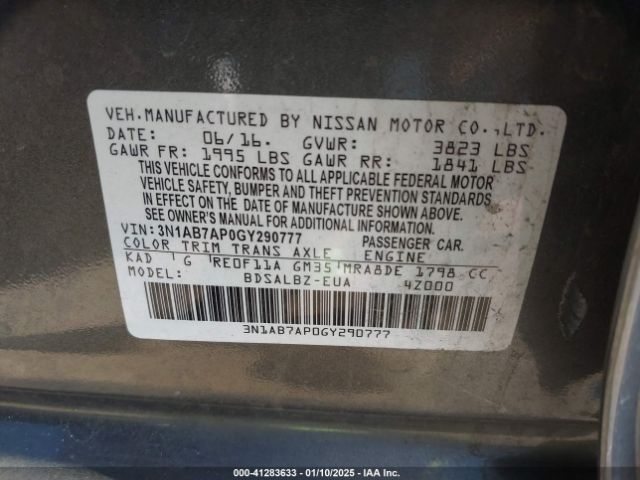 VEH.MANUFACTURED BY NISSAN MOTOR CO.,LTD.
DATE: 06/16. GVWR: 3823 LBS
GAWR FR: 1995 LBS GAWR RR: 1841 LBS
THIS VEHICLE CONFORMS TO ALL APPLICABLE FEDERAL MOTOR
VEHICLE SAFETY, BUMPER AND THEFT PREVENTION STANDARDS
IN EFFECT ON THE DATE OF MANUFACTURE SHOWN ABOVE.
SEE OWNER'S MANUAL FOR ADDITIONAL INFORMATION.
VIN: 3N1AB7AP0GY290777 PASSENGER CAR.
COLOR TRIM TRANS AXLE ENGINE
KAD G RE0F11A GM35 MRA8DE 1798 CC
MODEL: BDSALBZ-EUA 4Z000
3N1AB7AP0GY290777
000-41283633 — 01/10/2025 — IAA Inc.